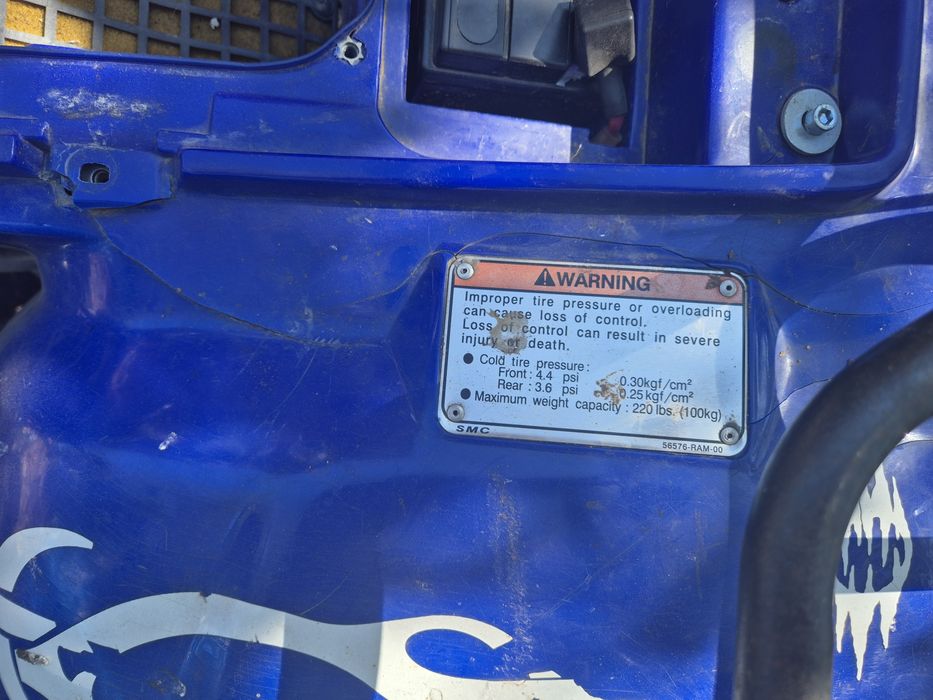 WARNING
Improper tire pressure or overloading
can cause loss of control.
Loss of control can result in severe
injury or death.
● Cold tire pressure:
Front : 4.4 psi 0.30kgf/cm²
Rear : 3.6 psi 0.25kgf/cm²
● Maximum weight capacity : 220 lbs. (100kg)
SMC
56576-RAM-00